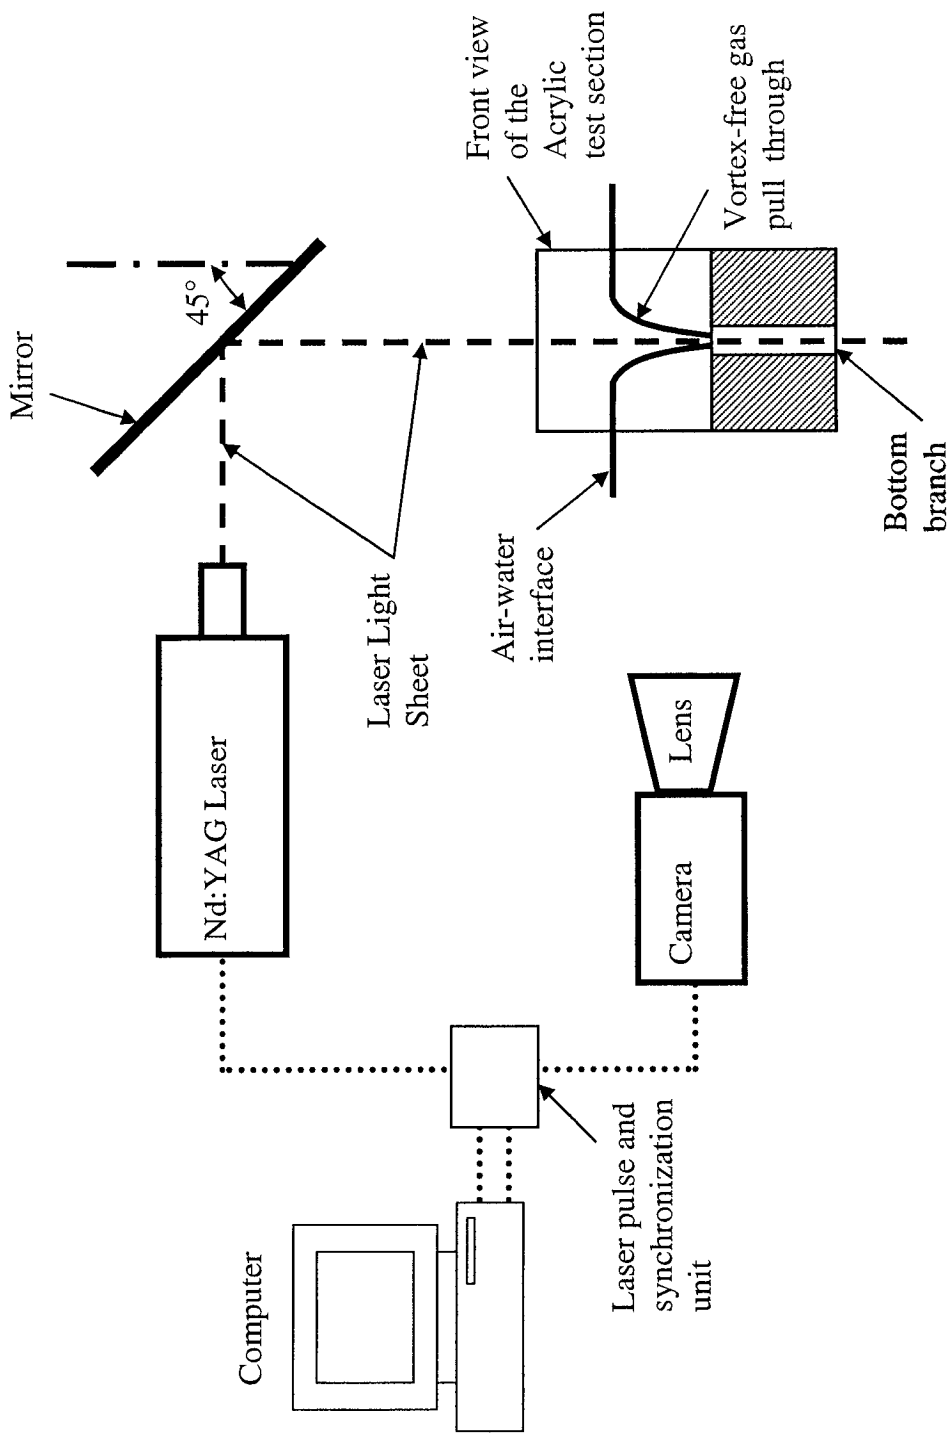 Computer
Laser pulse and
synchronization
unit
Nd:YAG Laser
Camera
Lens
Laser Light
Sheet
Mirror
45°
Air-water
interface
Front view
of the
Acrylic
test section
Vortex-free gas
pull through
Bottom
branch